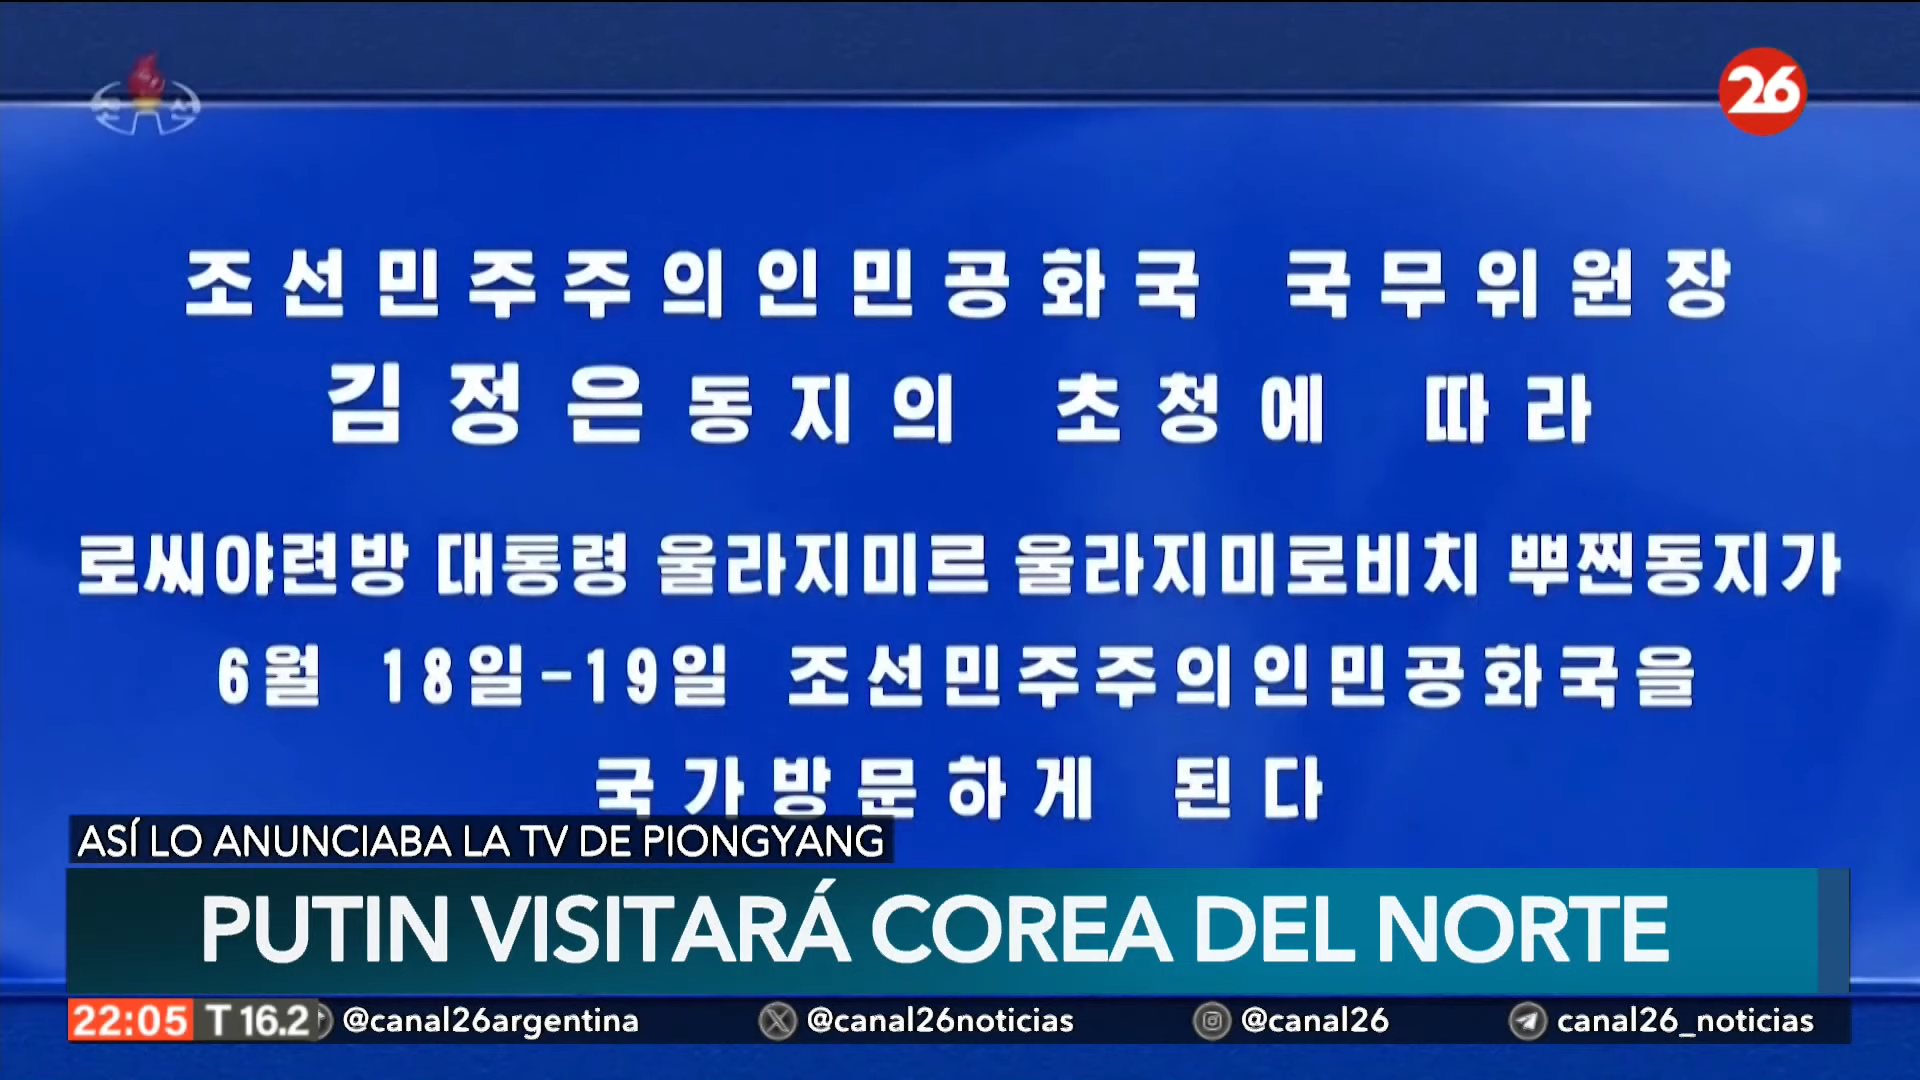 조선
26
조선민주주의인민공화국 국무위원장
김정은동지의 초청에 따라
로씨야련방 대통령 울라지미르 울라지미로비치 뿌찐동지가
6월 18일-19일 조선민주주의인민공화국을
국가방문하게 된다
ASÍ LO ANUNCIABA LA TV DE PIONGYANG
PUTIN VISITARÁ COREA DEL NORTE
22:05 T 16.2 @canal26argentina @canal26noticias @canal26 canal26_noticias